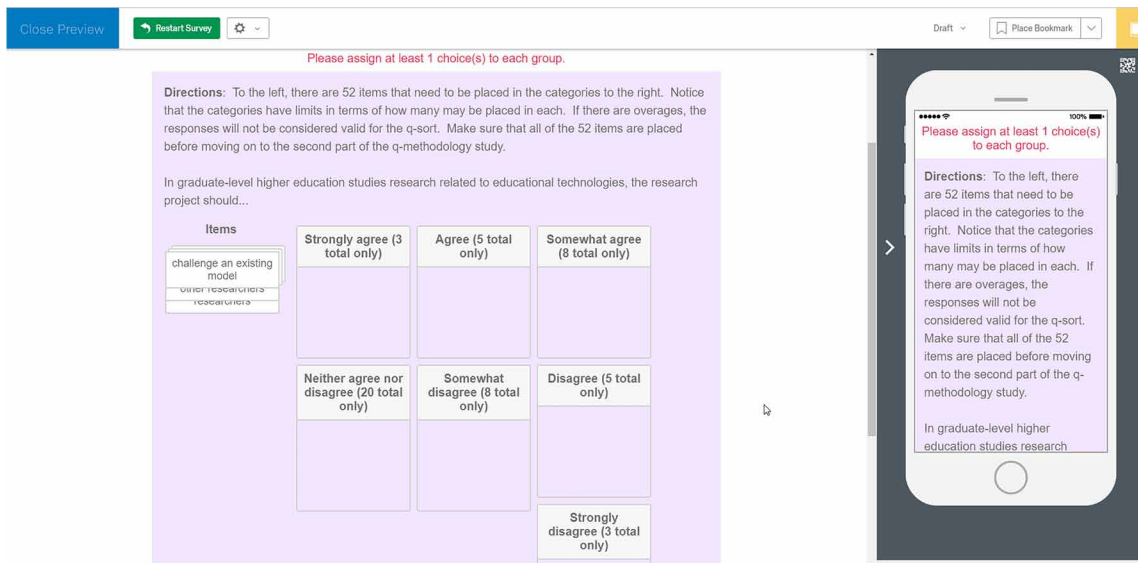 Close Preview
Restart Survey
Draft
Place Bookmark
Please assign at least 1 choice(s) to each group.
Directions: To the left, there are 52 items that need to be placed in the categories to the right. Notice
that the categories have limits in terms of how many may be placed in each. If there are overages, the
responses will not be considered valid for the q-sort. Make sure that all of the 52 items are placed
before moving on to the second part of the q-methodology study.
In graduate-level higher education studies research related to educational technologies, the research
project should...
Items
challenge an existing
model
other researchers
researchers
Strongly agree (3
total only)
Agree (5 total
only)
Somewhat agree
(8 total only)
Neither agree nor
disagree (20 total
only)
Somewhat
disagree (8 total
only)
Disagree (5 total
only)
Strongly
disagree (3 total
only)
100%
Please assign at least 1 choice(s)
to each group.
Directions: To the left, there
are 52 items that need to be
placed in the categories to the
right. Notice that the categories
have limits in terms of how
many may be placed in each. If
there are overages, the
responses will not be
considered valid for the q-sort.
Make sure that all of the 52
items are placed before moving
on to the second part of the q-
methodology study.
In graduate-level higher
education studies research